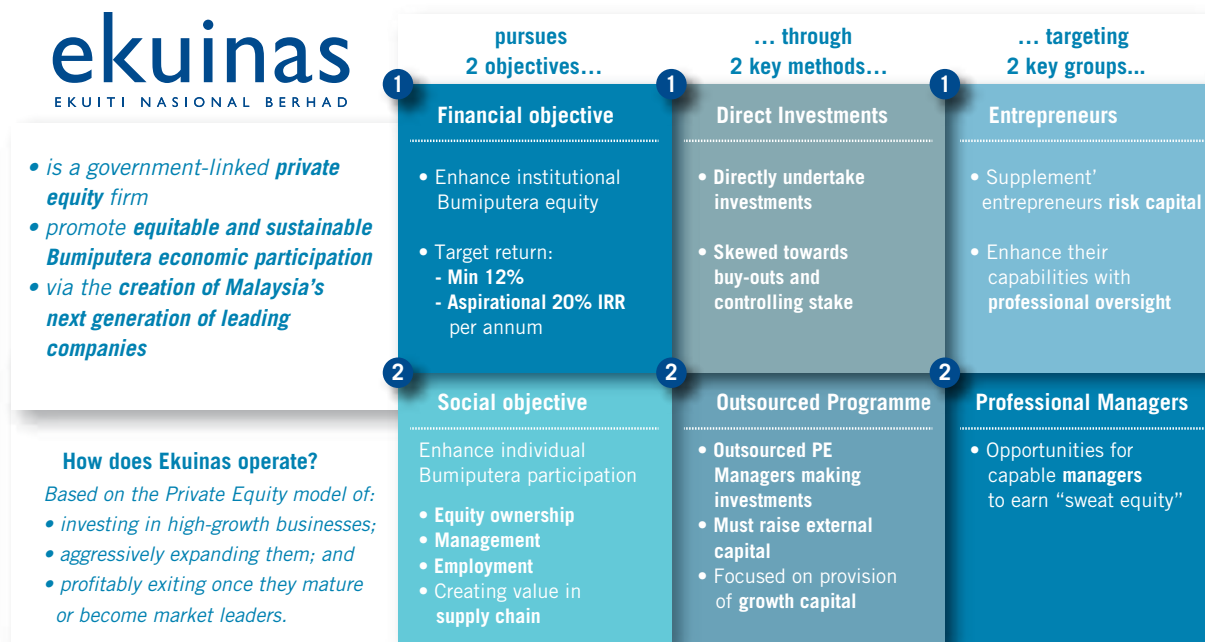 ekuinas
EKUITI NASIONAL BERHAD
• is a government-linked private
equity firm
• promote equitable and sustainable
Bumiputera economic participation
• via the creation of Malaysia's
next generation of leading
companies
How does Ekuinas operate?
Based on the Private Equity model of:
• investing in high-growth businesses;
• aggressively expanding them; and
• profitably exiting once they mature
or become market leaders.
pursues
2 objectives…
1
Financial objective
• Enhance institutional
Bumiputera equity
• Target return:
- Min 12%
- Aspirational 20% IRR
per annum
2
Social objective
Enhance individual
Bumiputera participation
• Equity ownership
• Management
• Employment
• Creating value in
supply chain
… through
2 key methods…
1
Direct Investments
• Directly undertake
investments
• Skewed towards
buy-outs and
controlling stake
2
Outsourced Programme
• Outsourced PE
Managers making
investments
• Must raise external
capital
• Focused on provision
of growth capital
… targeting
2 key groups...
1
Entrepreneurs
• Supplement'
entrepreneurs risk capital
• Enhance their
capabilities with
professional oversight
2
Professional Managers
• Opportunities for
capable managers
to earn "sweat equity"